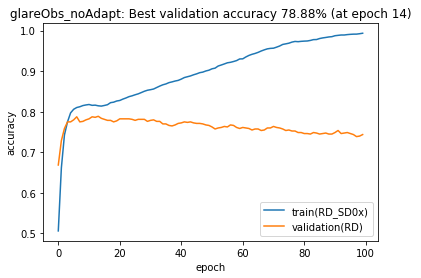 glareObs_noAdapt: Best validation accuracy 78.88% (at epoch 14)
1.0
0.9
0.8
0.7
0.6
0.5
accuracy
0
20
40
60
80
100
epoch
train(RD_SD0x)
validation(RD)